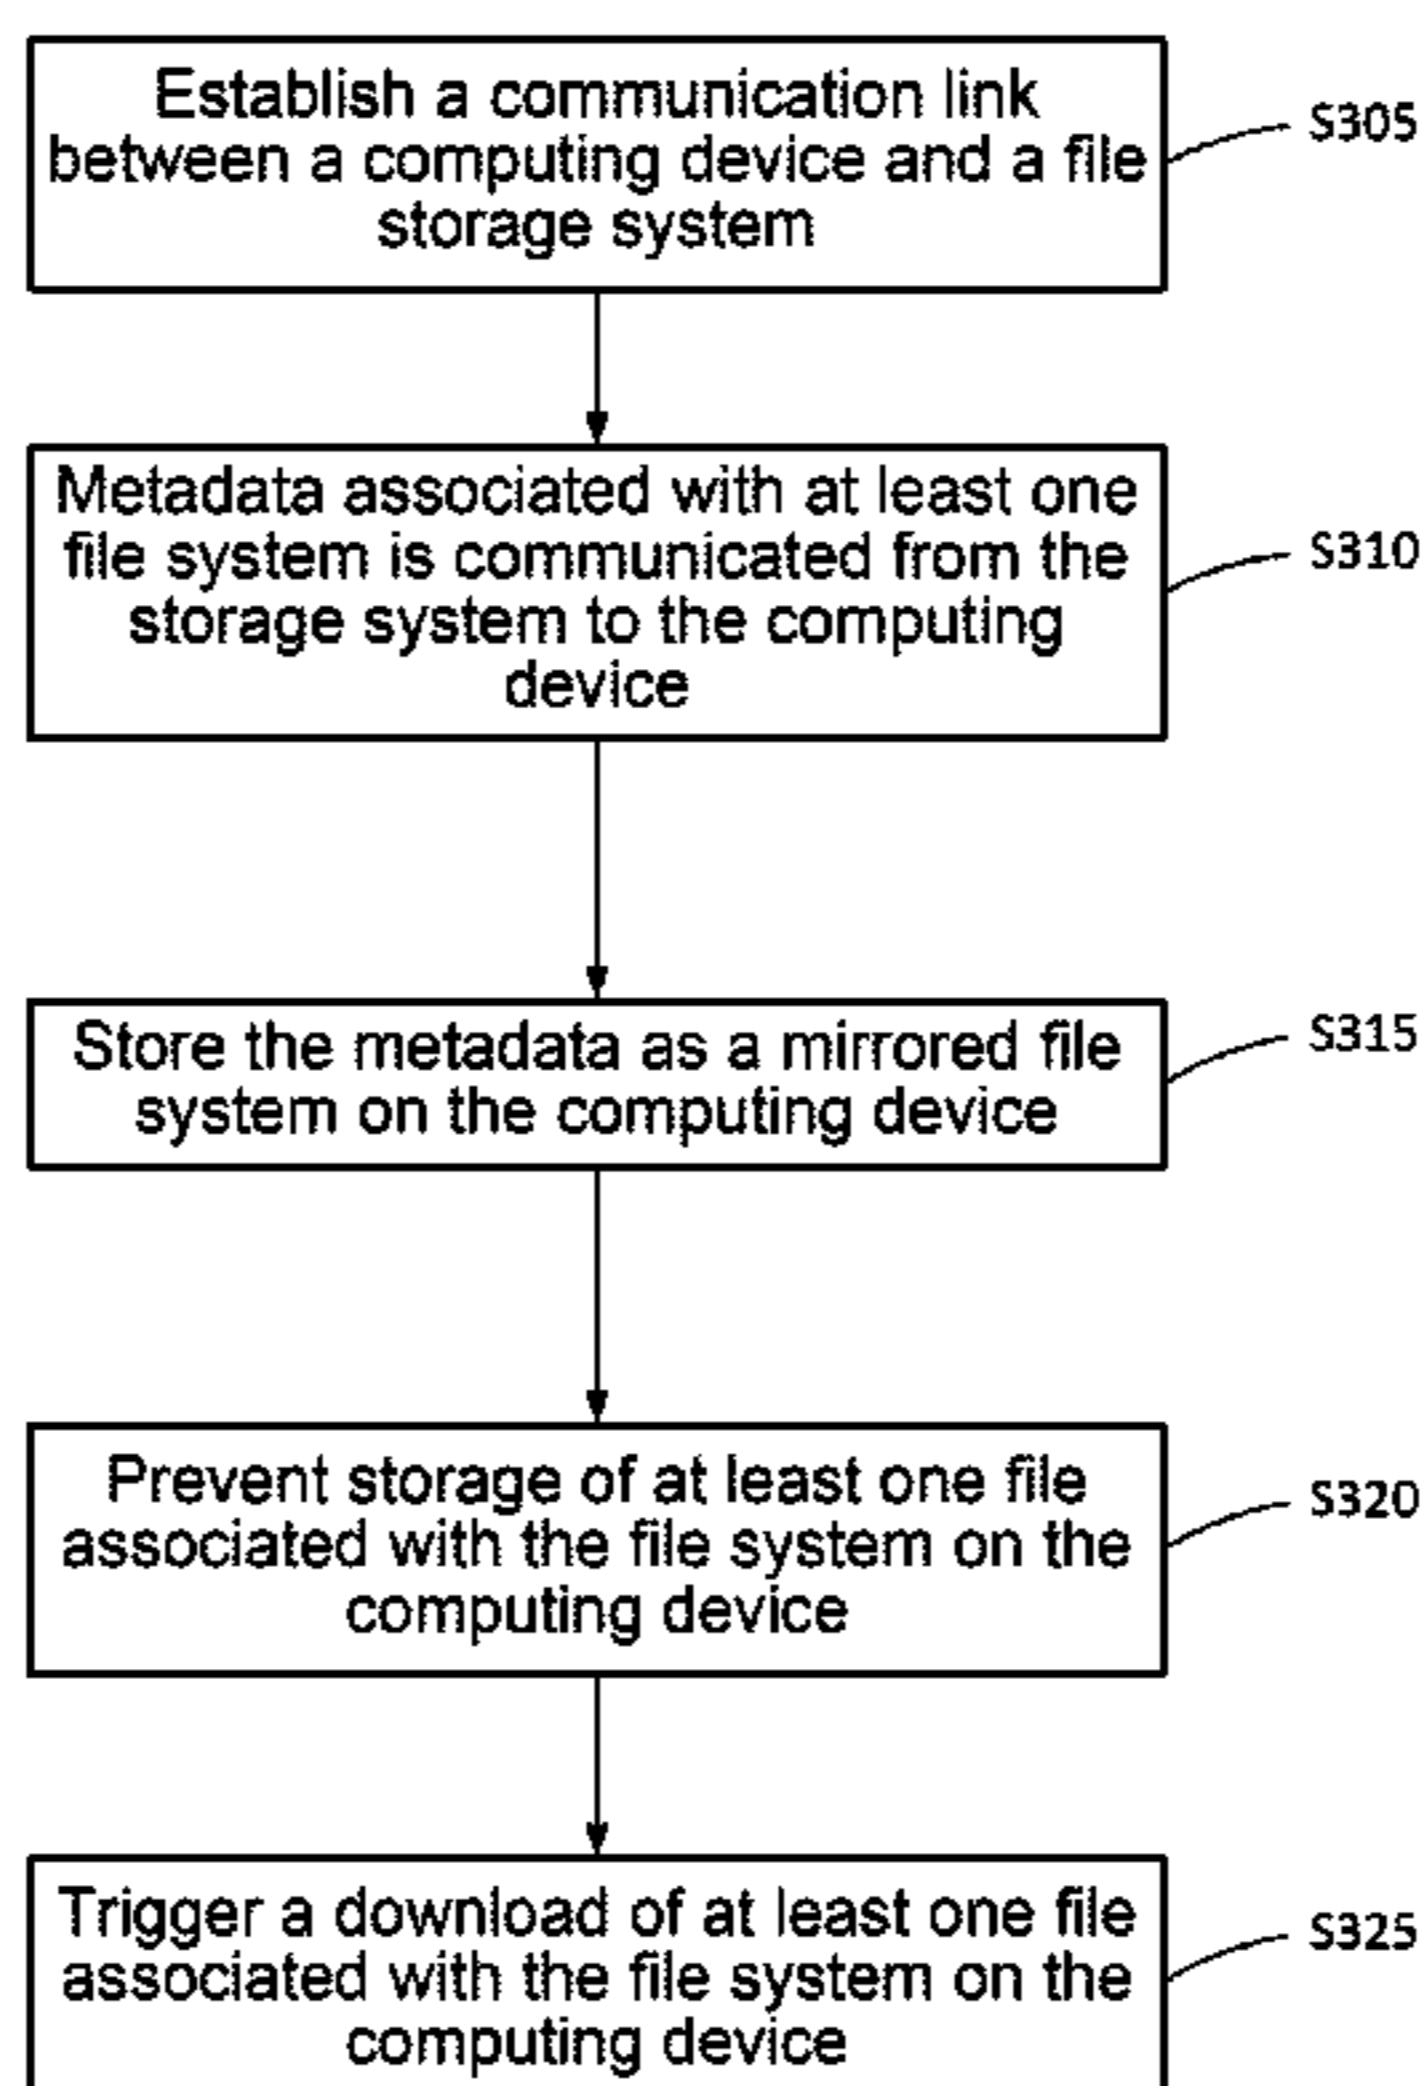 Establish a communication link
between a computing device and a file
storage system
S305
Metadata associated with at least one
file system is communicated from the
storage system to the computing
device
S310
Store the metadata as a mirrored file
system on the computing device
S315
Prevent storage of at least one file
associated with the file system on the
computing device
S320
Trigger a download of at least one file
associated with the file system on the
computing device
S325